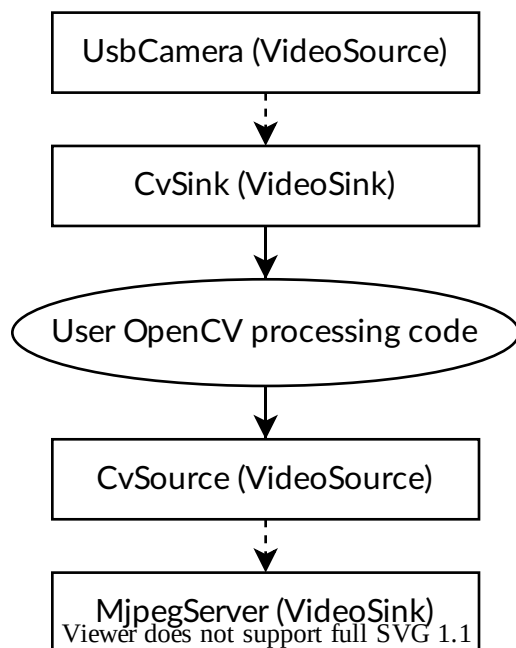 UsbCamera (VideoSource)
CvSink (VideoSink)
User OpenCV processing code
CvSource (VideoSource)
MjpegServer (VideoSink)
Viewer does not support full SVG 1.1